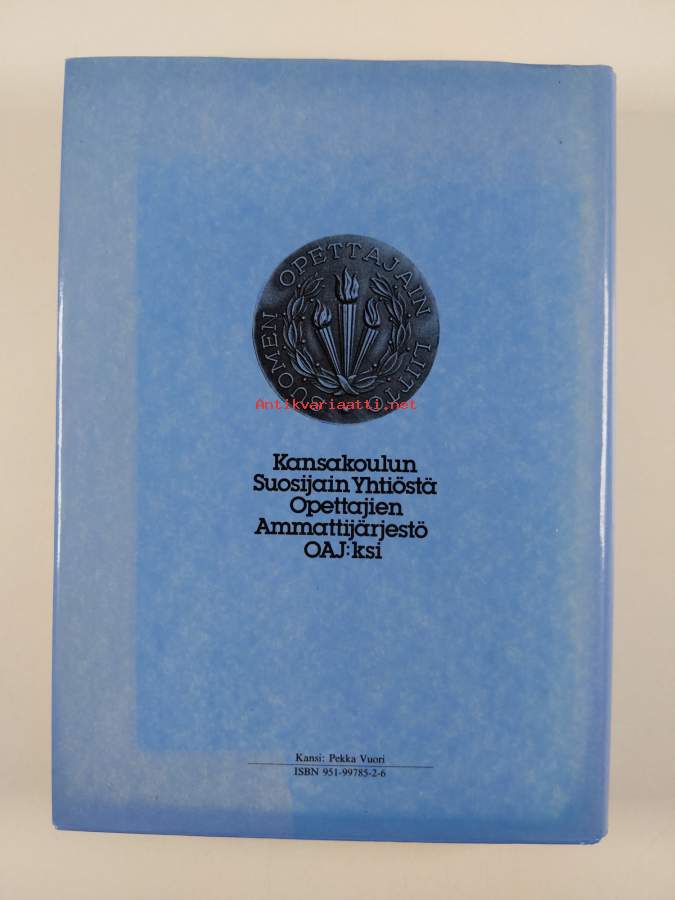 SUOMEN OPETTAJAIN LIITTO
Antikvariaatti.net
Kansakoulun
Suosijain Yhtiöstä
Opettajien
Ammattijärjestö
OAJ:ksi
Kansi: Pekka Vuori
ISBN 951-99785-2-6